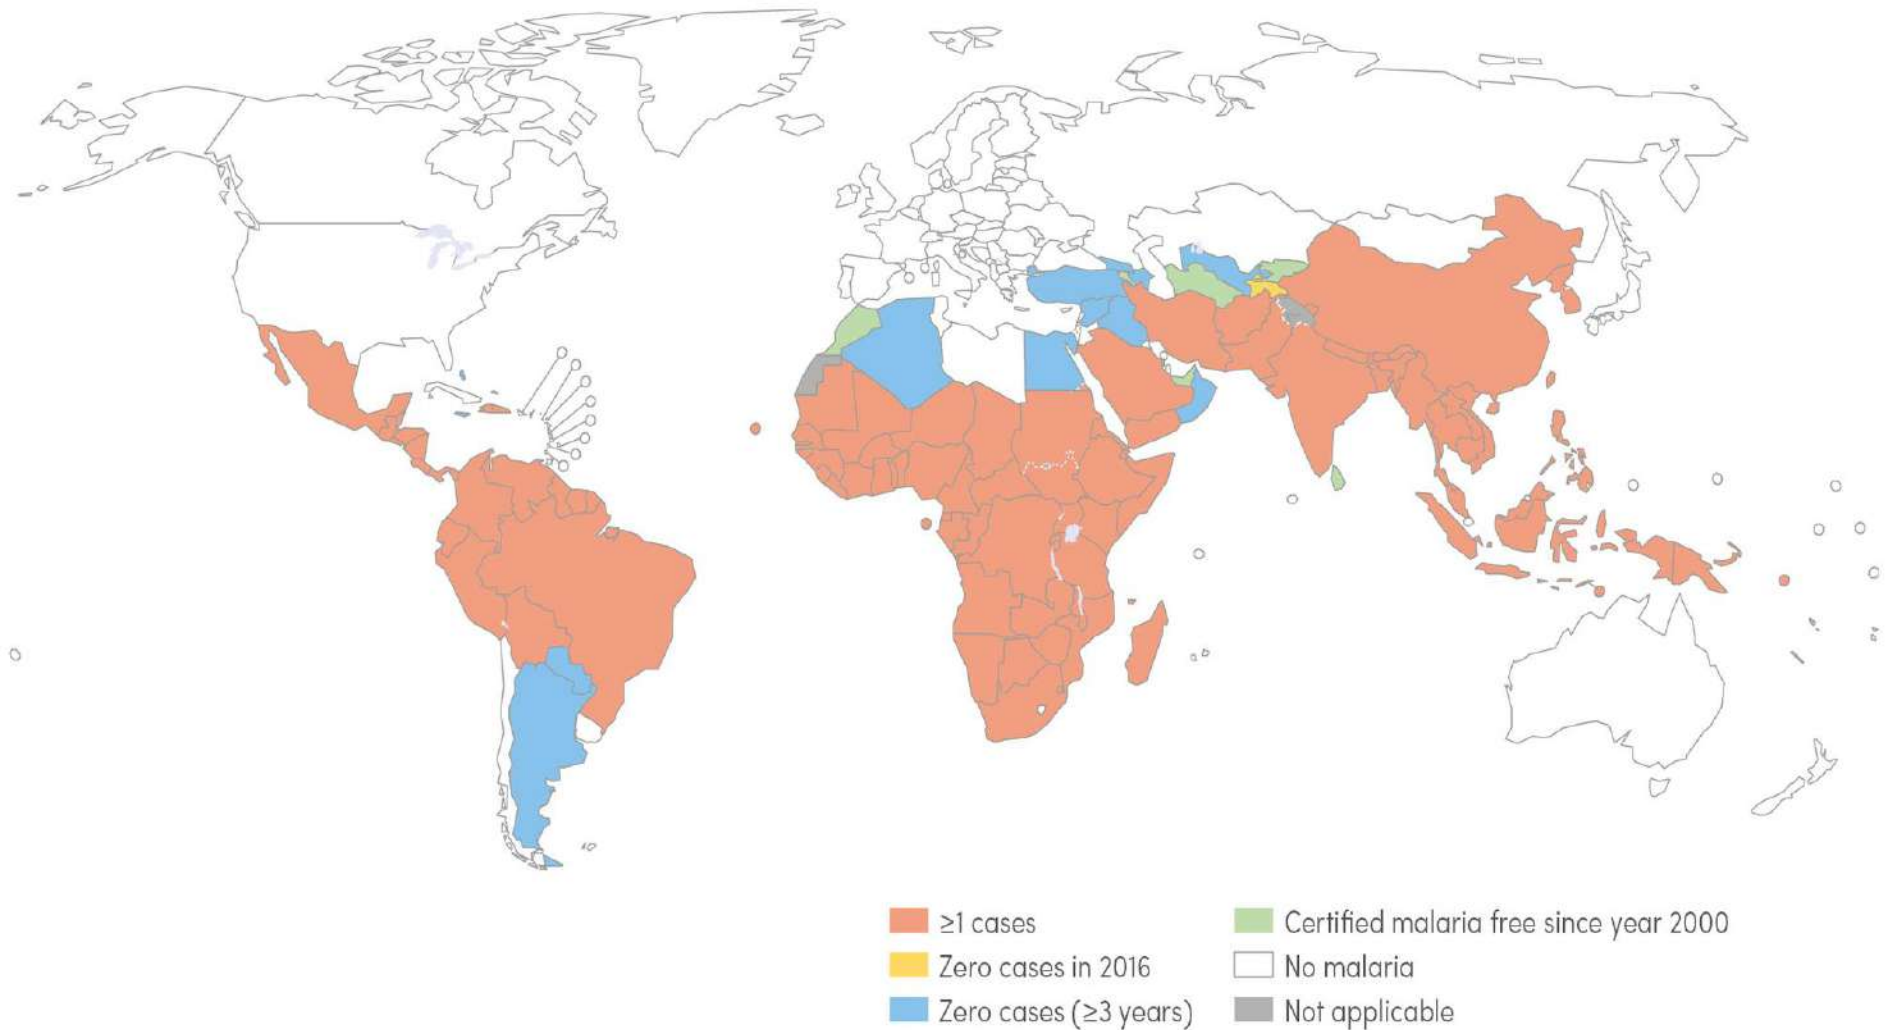 ≥1 cases
Zero cases in 2016
Zero cases (≥3 years)
Certified malaria free since year 2000
No malaria
Not applicable